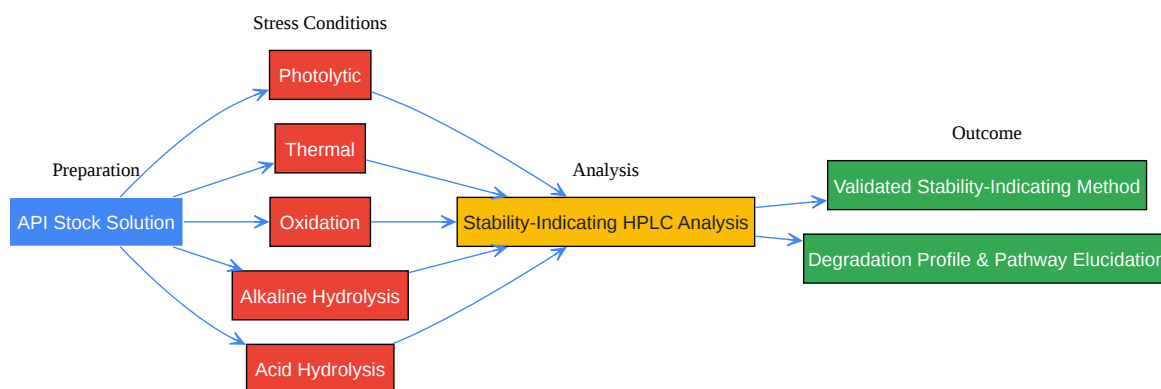 Stress Conditions
Photolytic
Thermal
Outcome
Preparation
Analysis
Validated Stability-Indicating Method
API Stock Solution
Oxidation
Stability-Indicating HPLC Analysis
Degradation Profile & Pathway Elucidation
Alkaline Hydrolysis
Acid Hydrolysis